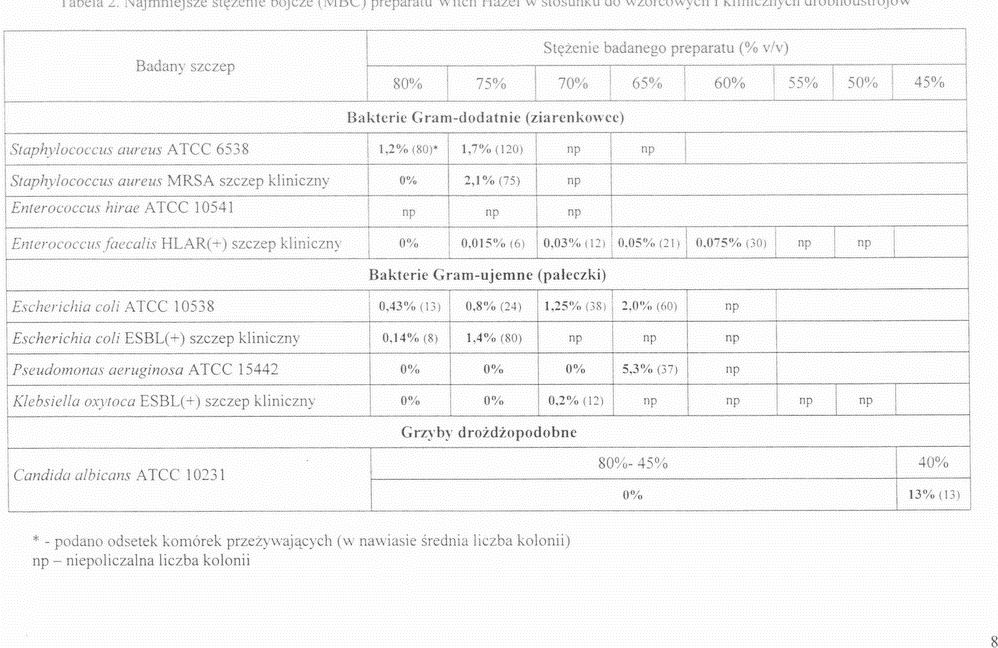 Tabela 2. Najmniejsze stężenie bójcze (MBC) preparatu Witch Hazel w stosunku do wzorcowych i klinicznych drobnoustrojów
Badany szczep
Stężenie badanego preparatu (% v/v)
80% 75% 70% 65% 60% 55% 50% 45%
Bakterie Gram-dodatnie (ziarenkowce)
Staphylococcus aureus ATCC 6538 1,2% (80)* 1,7% (120) np np
Staphylococcus aureus MRSA szczep kliniczny 0% 2,1% (75) np
Enterococcus hirae ATCC 10541 np np np
Enterococcus faecalis HLAR(+) szczep kliniczny 0% 0,015% (6) 0,03% (12) 0,05% (21) 0,075% (30) np np
Bakterie Gram-ujemne (pałeczki)
Escherichia coli ATCC 10538 0,43% (13) 0,8% (24) 1,25% (38) 2,0% (60) np
Escherichia coli ESBL(+) szczep kliniczny 0,14% (8) 1,4% (80) np np np
Pseudomonas aeruginosa ATCC 15442 0% 0% 0% 5,3% (37) np
Klebsiella oxytoca ESBL(+) szczep kliniczny 0% 0% 0,2% (12) np np np np
Grzyby drożdżopodobne
Candida albicans ATCC 10231
80%- 45% 40%
0% 13% (13)
* - podano odsetek komórek przeżywających (w nawiasie średnia liczba kolonii)
np – niepoliczalna liczba kolonii
8